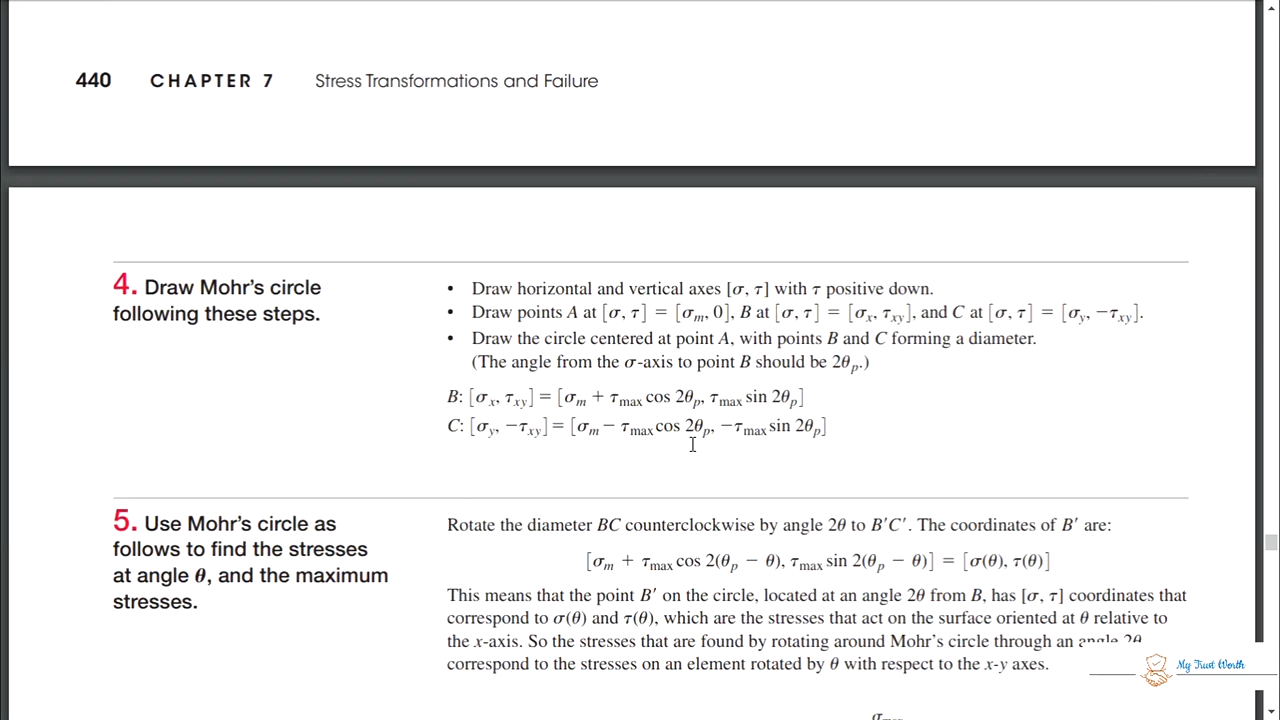 440 CHAPTER 7 Stress Transformations and Failure
4. Draw Mohr's circle
following these steps.
• Draw horizontal and vertical axes [σ, τ] with τ positive down.
• Draw points A at [σ, τ] = [σₘ, 0], B at [σ, τ] = [σₓ, τₓᵧ], and C at [σ, τ] = [σᵧ, −τₓᵧ].
• Draw the circle centered at point A, with points B and C forming a diameter.
(The angle from the σ-axis to point B should be 2θₚ.)
B: [σₓ, τₓᵧ] = [σₘ + τₘₐₓ cos 2θₚ, τₘₐₓ sin 2θₚ]
C: [σᵧ, −τₓᵧ] = [σₘ − τₘₐₓ cos 2θₚ, −τₘₐₓ sin 2θₚ]
5. Use Mohr's circle as
follows to find the stresses
at angle θ, and the maximum
stresses.
Rotate the diameter BC counterclockwise by angle 2θ to B′C′. The coordinates of B′ are:
[σₘ + τₘₐₓ cos 2(θₚ − θ), τₘₐₓ sin 2(θₚ − θ)] = [σ(θ), τ(θ)]
This means that the point B′ on the circle, located at an angle 2θ from B, has [σ, τ] coordinates that
correspond to σ(θ) and τ(θ), which are the stresses that act on the surface oriented at θ relative to
the x-axis. So the stresses that are found by rotating around Mohr's circle through an angle 2θ
correspond to the stresses on an element rotated by θ with respect to the x-y axes.
My Trust Worth